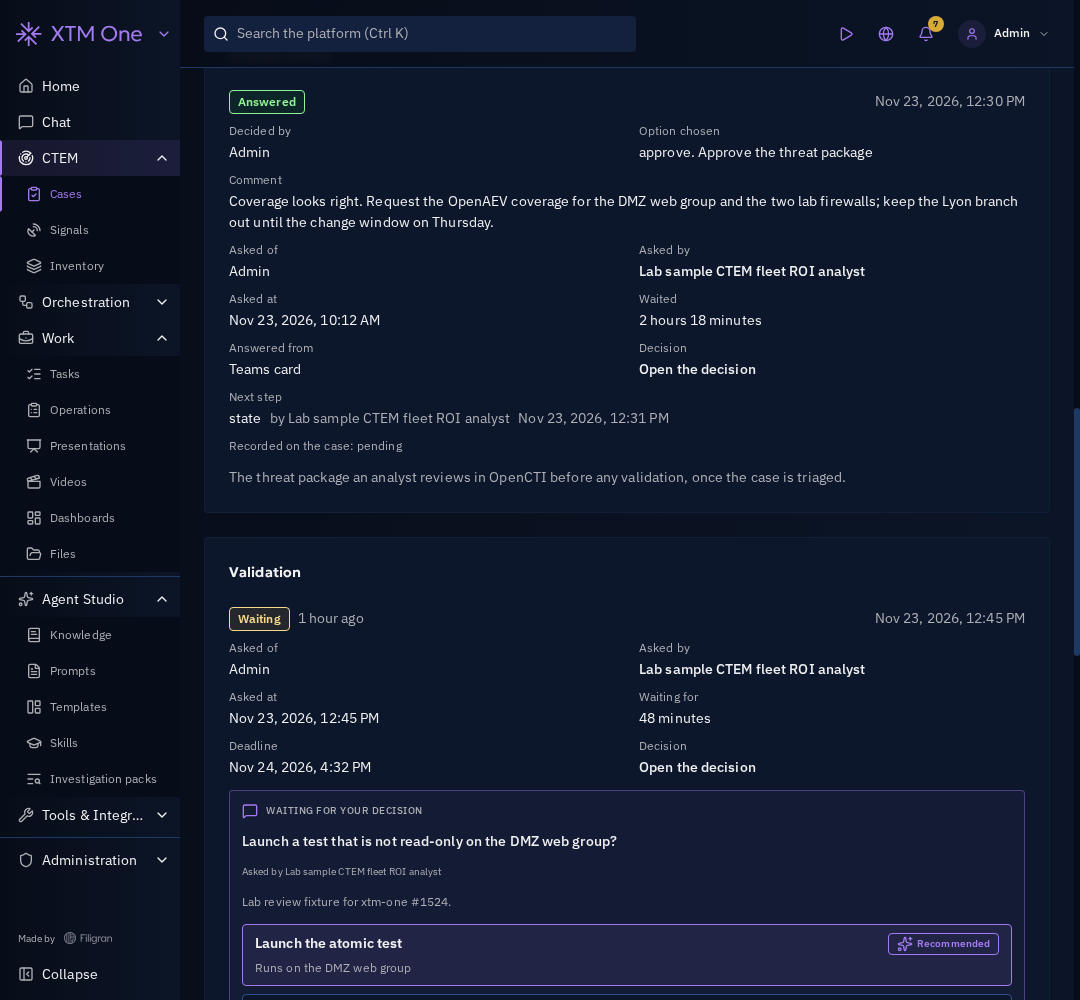 XTM One
Search the platform (Ctrl K)
7
Admin
Home
Chat
CTEM
Cases
Signals
Inventory
Orchestration
Work
Tasks
Operations
Presentations
Videos
Dashboards
Files
Agent Studio
Knowledge
Prompts
Templates
Skills
Investigation packs
Tools & Integr...
Administration
Made by Filigran
Collapse
Answered
Nov 23, 2026, 12:30 PM
Decided by
Admin
Option chosen
approve. Approve the threat package
Comment
Coverage looks right. Request the OpenAEV coverage for the DMZ web group and the two lab firewalls; keep the Lyon branch
out until the change window on Thursday.
Asked of
Admin
Asked by
Lab sample CTEM fleet ROI analyst
Asked at
Nov 23, 2026, 10:12 AM
Waited
2 hours 18 minutes
Answered from
Teams card
Decision
Open the decision
Next step
state by Lab sample CTEM fleet ROI analyst Nov 23, 2026, 12:31 PM
Recorded on the case: pending
The threat package an analyst reviews in OpenCTI before any validation, once the case is triaged.
Validation
Waiting 1 hour ago
Nov 23, 2026, 12:45 PM
Asked of
Admin
Asked by
Lab sample CTEM fleet ROI analyst
Asked at
Nov 23, 2026, 12:45 PM
Waiting for
48 minutes
Deadline
Nov 24, 2026, 4:32 PM
Decision
Open the decision
WAITING FOR YOUR DECISION
Launch a test that is not read-only on the DMZ web group?
Asked by Lab sample CTEM fleet ROI analyst
Lab review fixture for xtm-one #1524.
Launch the atomic test
Recommended
Runs on the DMZ web group